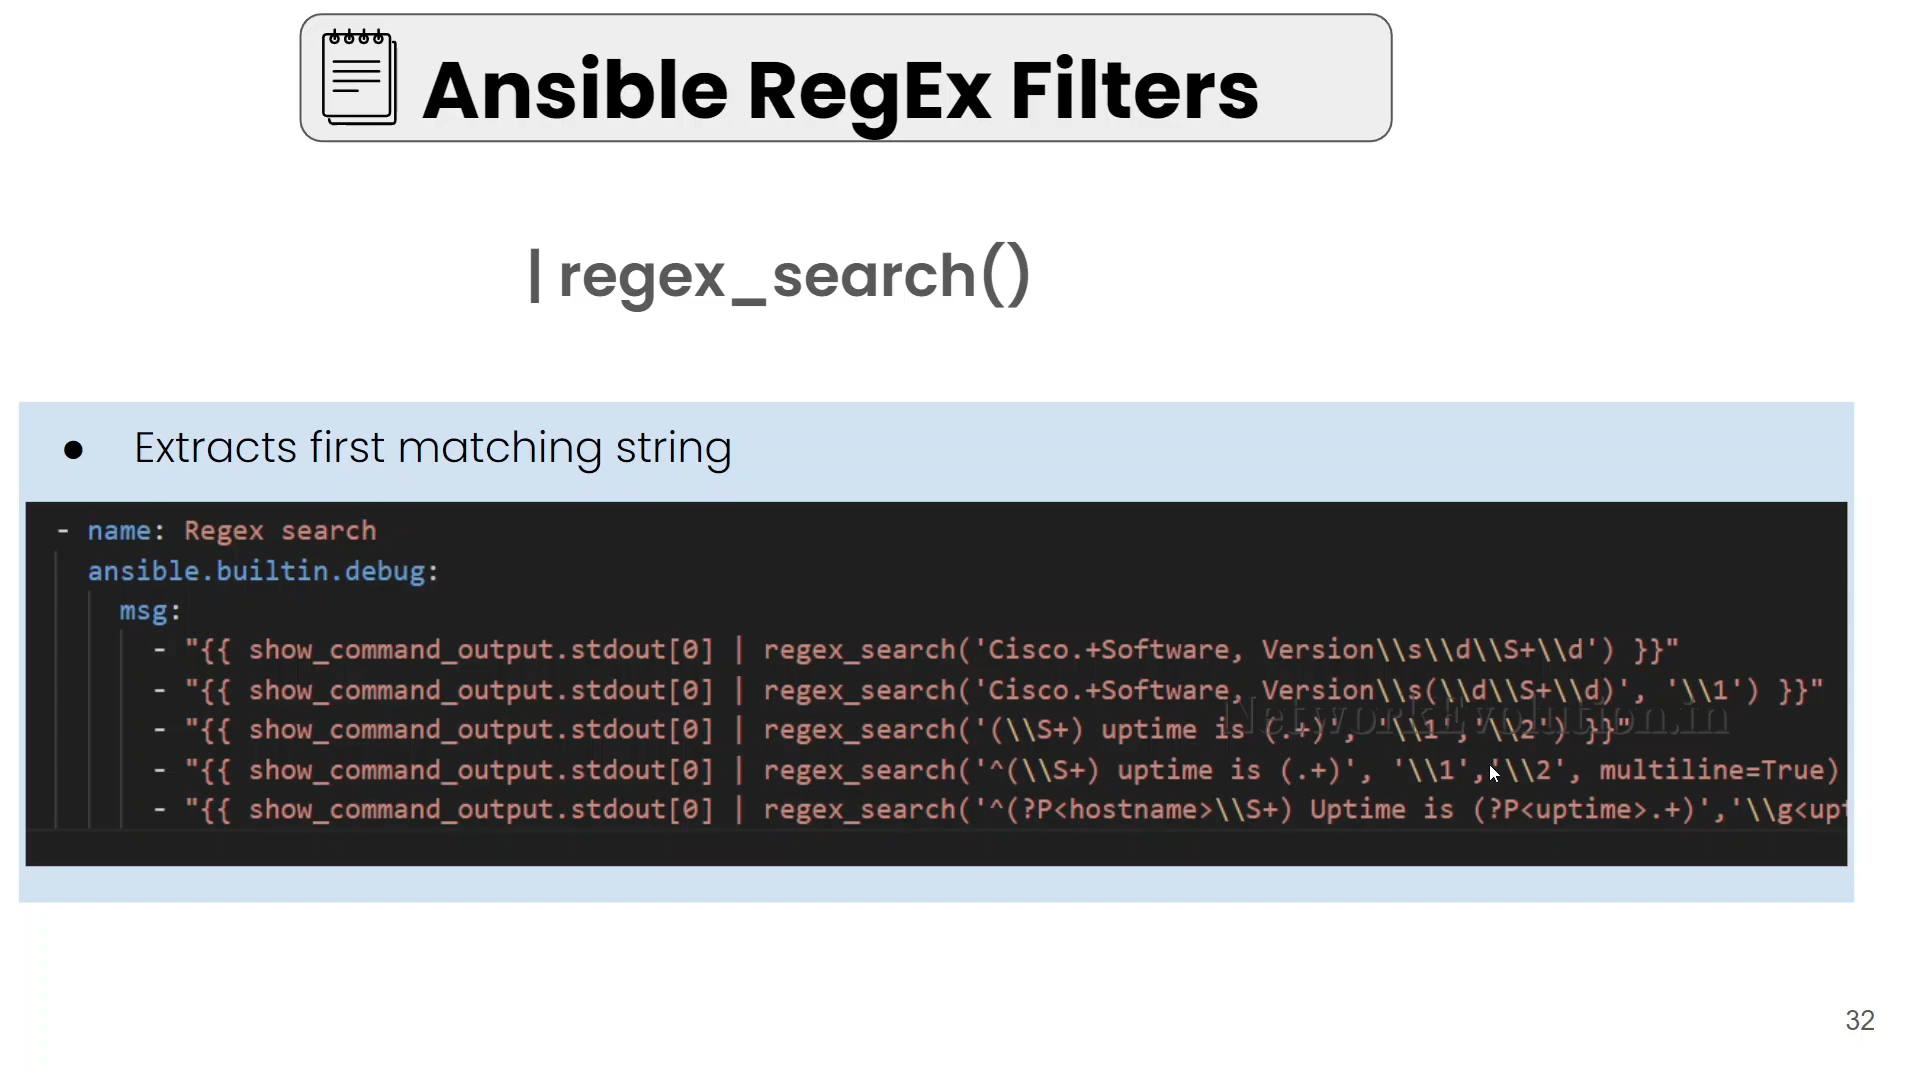 Ansible RegEx Filters
| regex_search()
● Extracts first matching string
- name: Regex search
ansible.builtin.debug:
msg:
- "{{ show_command_output.stdout[0] | regex_search('Cisco.+Software, Version\\s\\d\\S+\\d') }}"
- "{{ show_command_output.stdout[0] | regex_search('Cisco.+Software, Version\\s(\\d\\S+\\d)', '\\1') }}"
- "{{ show_command_output.stdout[0] | regex_search('(\\S+) uptime is (.+)', '\\1','\\2') }}"
NetworkEvolution.in
- "{{ show_command_output.stdout[0] | regex_search('^(\\S+) uptime is (.+)', '\\1','\\2', multiline=True)
- "{{ show_command_output.stdout[0] | regex_search('^(?P<hostname>\\S+) Uptime is (?P<uptime>.+)','\\g<upt
32